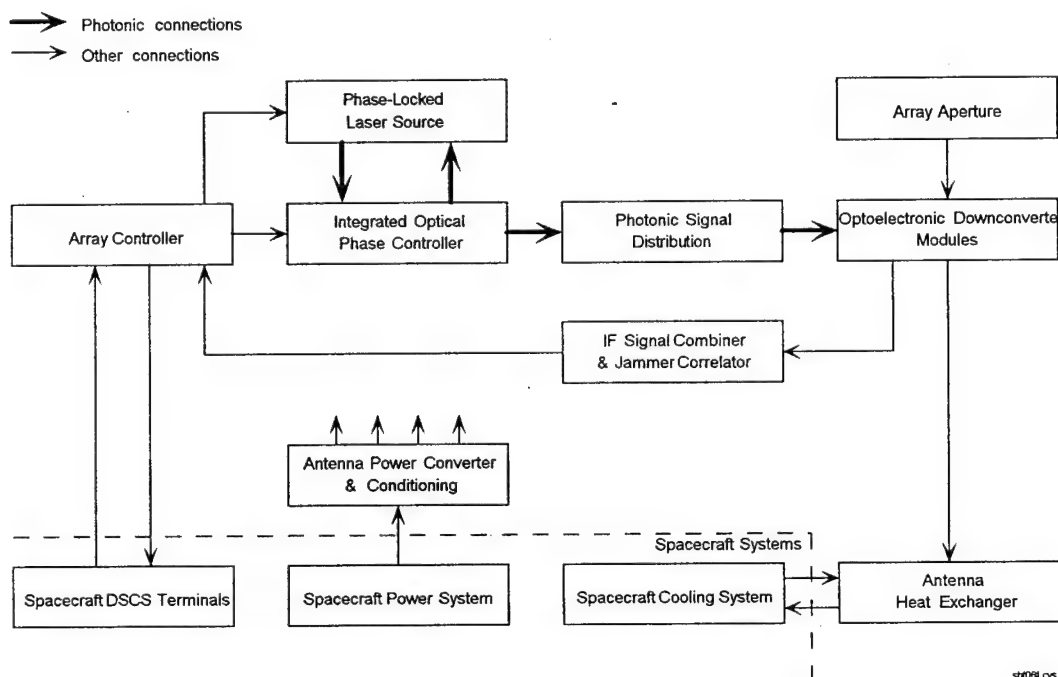 Photonic connections
Other connections
Phase-Locked
Laser Source
Array Aperture
Array Controller
Integrated Optical
Phase Controller
Photonic Signal
Distribution
Optoelectronic Downconverte
Modules
IF Signal Combiner
& Jammer Correlator
Antenna Power Converter
& Conditioning
Spacecraft Systems
Spacecraft DSCS Terminals
Spacecraft Power System
Spacecraft Cooling System
Antenna
Heat Exchanger